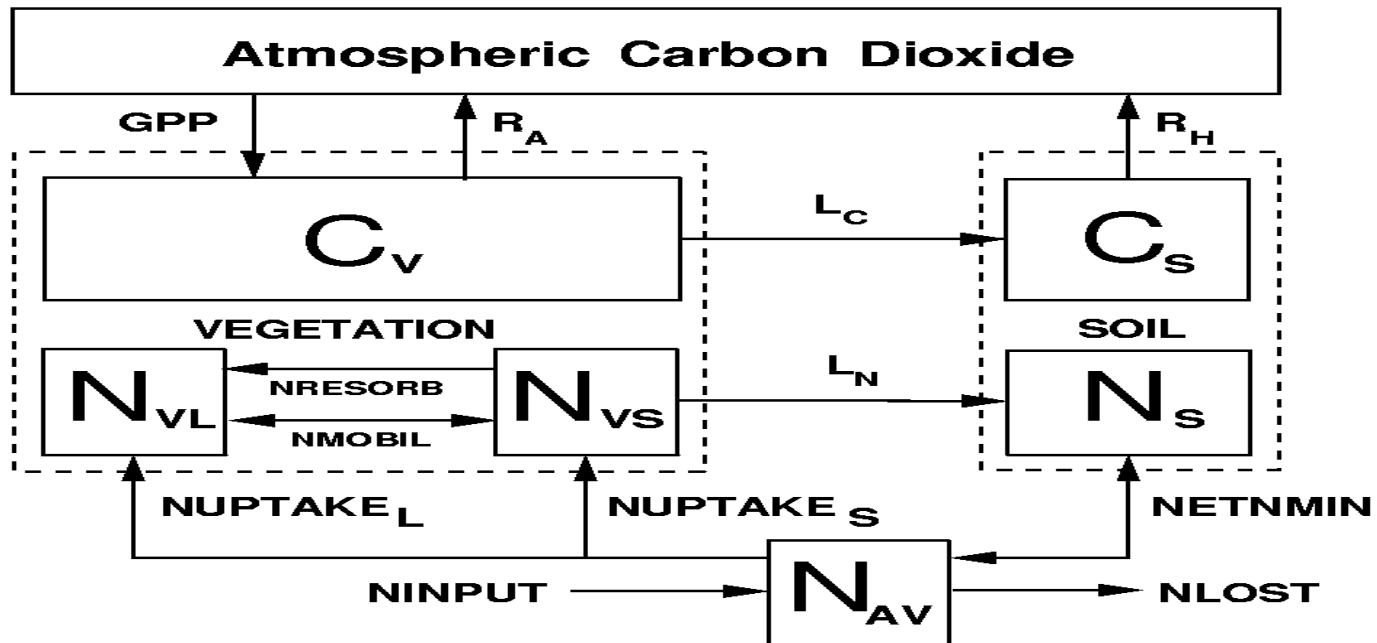 Atmospheric Carbon Dioxide
GPP
R A
R H
C V
L C
C S
VEGETATION
SOIL
N VL
NRESORB
NMOBIL
N VS
L N
N S
NUPTAKE L
NUPTAKE S
NETNMIN
NINPUT
N AV
NLOST